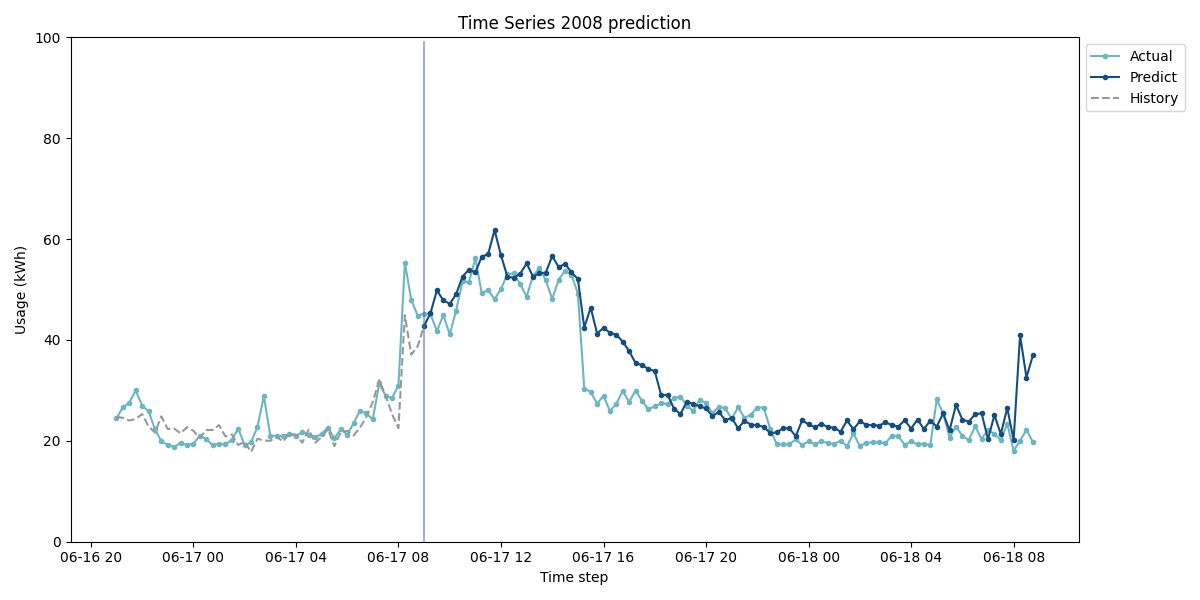 Time Series 2008 prediction
Usage (kWh)
100
80
60
40
20
0
06-16 20 06-17 00 06-17 04 06-17 08 06-17 12 06-17 16 06-17 20 06-18 00 06-18 04 06-18 08
Time step
Actual
Predict
History